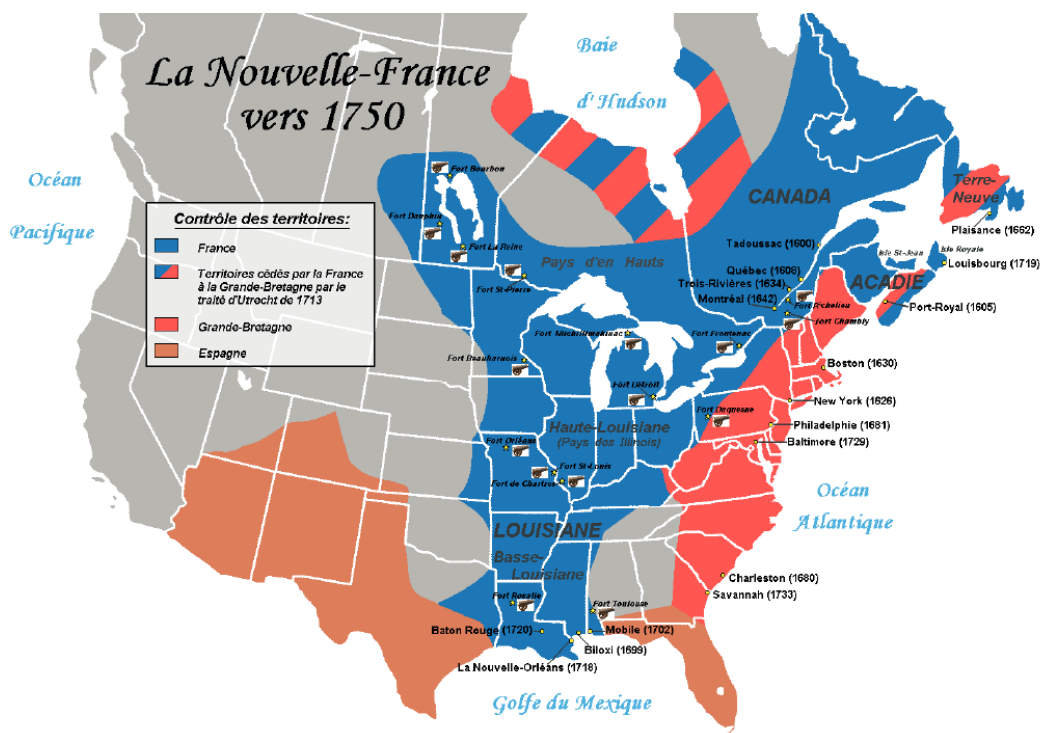 La Nouvelle-France
vers 1750
Baie
d'Hudson
Océan
Pacifique
Contrôle des territoires:
France
Territoires cèdès par la France
à la Grande-Bretagne par le
traité d'Utrecht de 1713
Grande-Bretagne
Espagne
Fort Bourbon
Fort Dauphin
Fort La Reine
Fort St-Pierre
Pays d'en Hauts
CANADA
Terre-
Neuve
Plaisance (1662)
Tadoussac (1600)
Isle St-Jean
Isle Royale
Louisbourg (1719)
Québec (1608)
Trois-Rivières (1634)
Montréal (1642)
ACADIE
Fort Richelieu
Port-Royal (1605)
Fort Chambly
Fort Michilimakinac
Fort Frontenac
Fort Beauharnois
Boston (1630)
Fort Détroit
New York (1626)
Fort Duquesne
Philadelphie (1681)
Baltimore (1729)
Haute-Louisiane
(Pays des Illinois)
Fort Orléans
Fort St-Louis
Fort de Chartres
Océan
Atlantique
LOUISIANE
Basse-
Louisiane
Charleston (1680)
Savannah (1733)
Fort Rosalie
Fort Toulouse
Baton Rouge (1720)
Mobile (1702)
Biloxi (1699)
La Nouvelle-Orléans (1718)
Golfe du Mexique